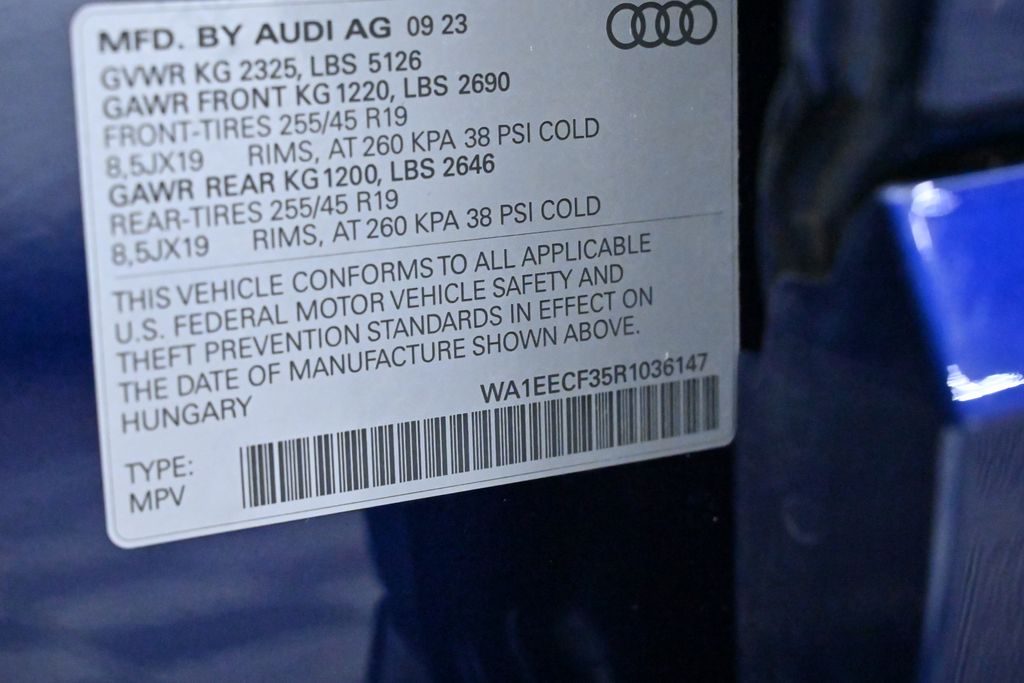 MFD. BY AUDI AG 09 23
GVWR KG 2325, LBS 5126
GAWR FRONT KG 1220, LBS 2690
FRONT-TIRES 255/45 R19
8,5JX19 RIMS, AT 260 KPA 38 PSI COLD
GAWR REAR KG 1200, LBS 2646
REAR-TIRES 255/45 R19
8,5JX19 RIMS, AT 260 KPA 38 PSI COLD
THIS VEHICLE CONFORMS TO ALL APPLICABLE
U.S. FEDERAL MOTOR VEHICLE SAFETY AND
THEFT PREVENTION STANDARDS IN EFFECT ON
THE DATE OF MANUFACTURE SHOWN ABOVE.
HUNGARY WA1EECF35R1036147
TYPE:
MPV